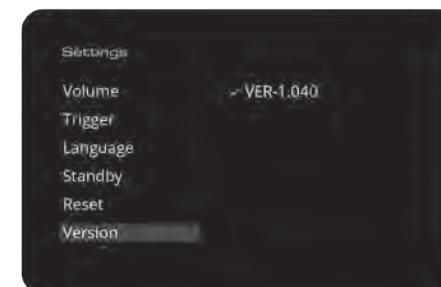 Settings
Volume
✓ VER-1.040
Trigger
Language
Standby
Reset
Version